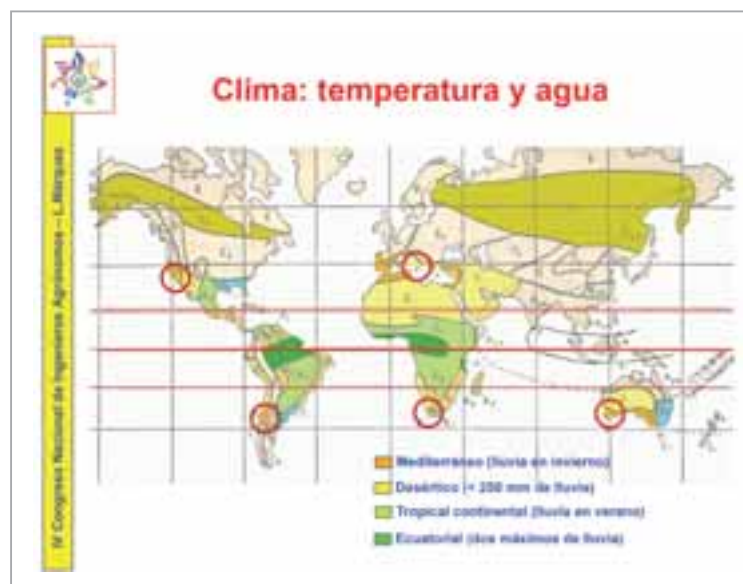 Clima: temperatura y agua
IV Congreso Nacional de Ingenieros Agrónomos – L.Márquez
Mediterráneo (lluvia en invierno)
Desértico (< 250 mm de lluvia)
Tropical continental (lluvia en verano)
Ecuatorial (dos máximos de lluvia)